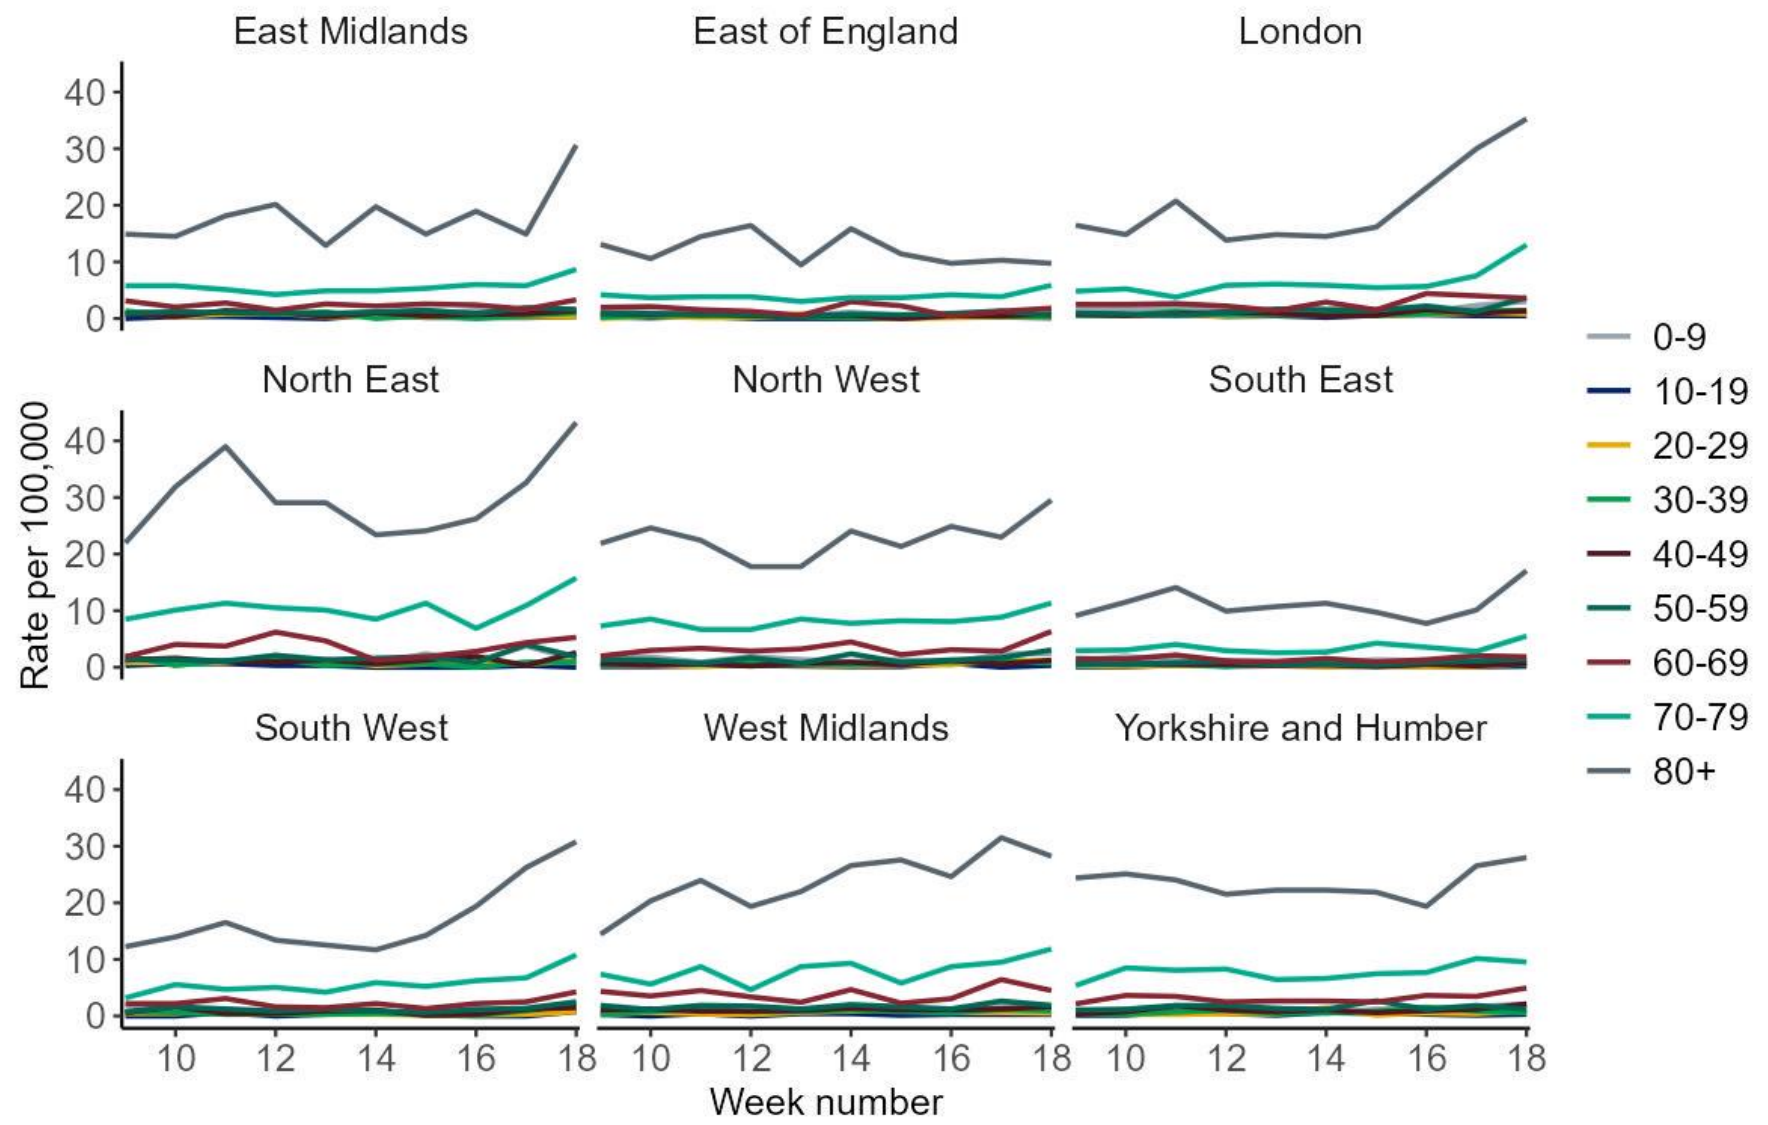 East Midlands
East of England
London
40
30
20
10
0
North East
North West
South East
Rate per 100,000
40
30
20
10
0
South West
West Midlands
Yorkshire and Humber
40
30
20
10
0
10 12 14 16 18 10 12 14 16 18 10 12 14 16 18
Week number
0-9
10-19
20-29
30-39
40-49
50-59
60-69
70-79
80+